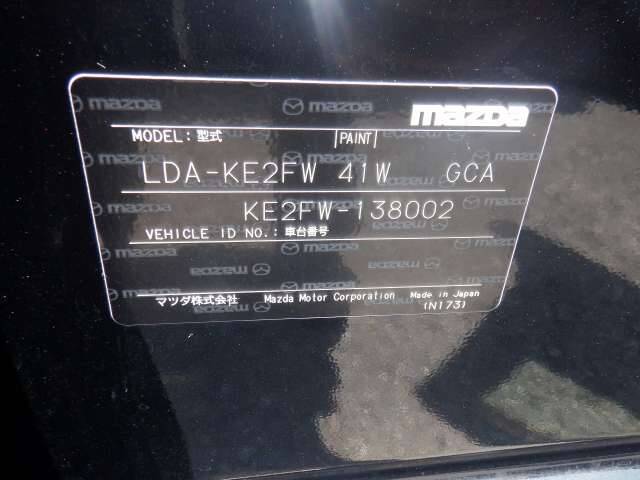 mazda
MODEL：型式 |PAINT|
LDA-KE2FW 41W GCA
KE2FW-138002
VEHICLE ID NO.：車台番号
マツダ株式会社 Mazda Motor Corporation Made in Japan
(N173)